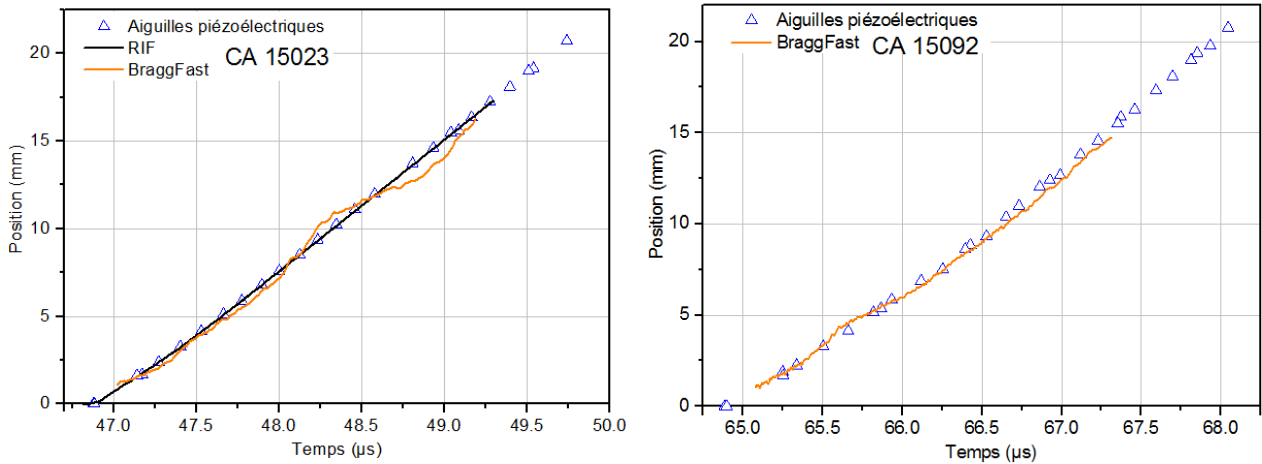 Aiguilles piézoélectriques
RIF
BraggFast
CA 15023
20
15
10
5
0
Position (mm)
47.0 47.5 48.0 48.5 49.0 49.5 50.0
Temps (µs)
Aiguilles piézoélectriques
BraggFast
CA 15092
20
15
10
5
0
Position (mm)
65.0 65.5 66.0 66.5 67.0 67.5 68.0
Temps (µs)